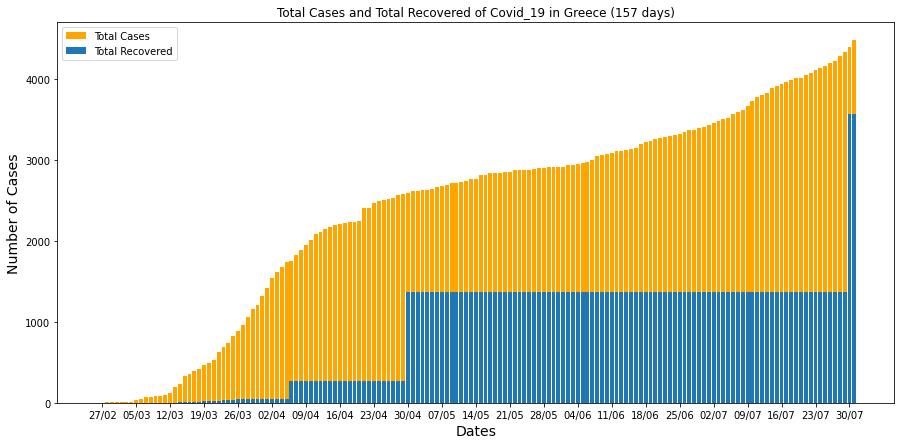 Total Cases and Total Recovered of Covid_19 in Greece (157 days)
Total Cases
Total Recovered
Number of Cases
4000
3000
2000
1000
0
27/02 05/03 12/03 19/03 26/03 02/04 09/04 16/04 23/04 30/04 07/05 14/05 21/05 28/05 04/06 11/06 18/06 25/06 02/07 09/07 16/07 23/07 30/07
Dates